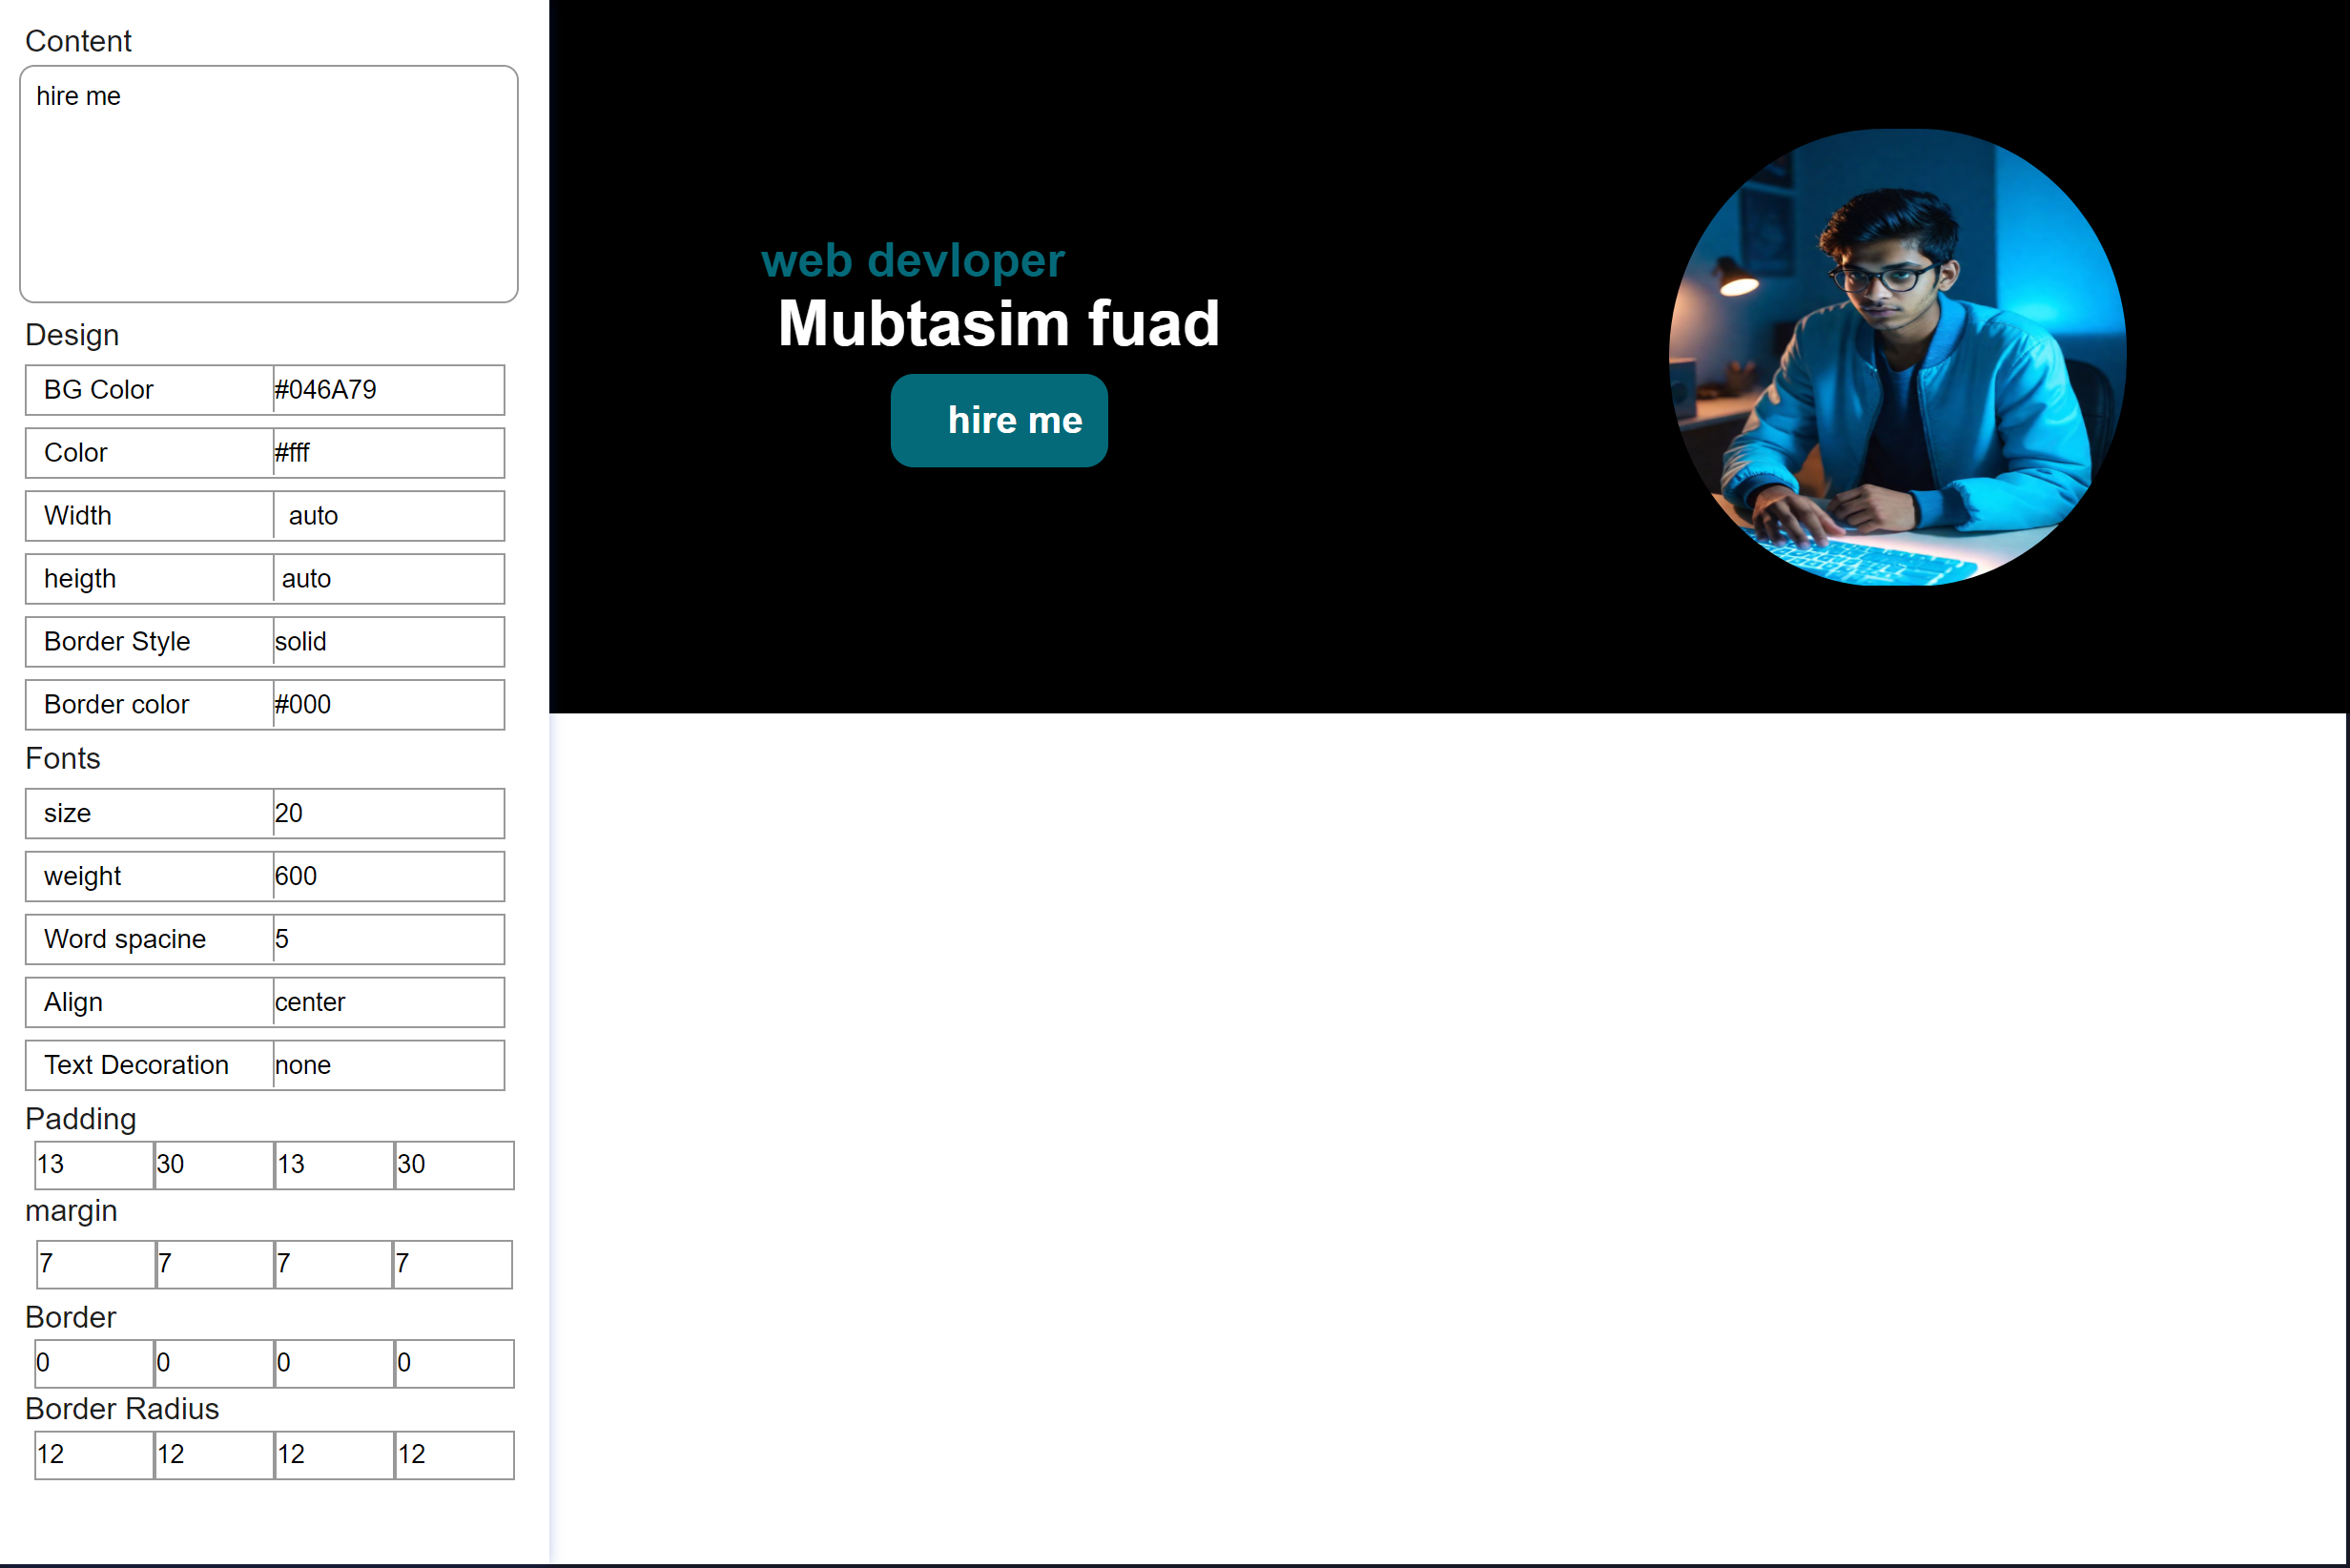 Content
hire me
Design
BG Color #046A79
Color #fff
Width auto
heigth auto
Border Style solid
Border color #000
Fonts
size 20
weight 600
Word spacine 5
Align center
Text Decoration none
Padding
13 30 13 30
margin
7 7 7 7
Border
0 0 0 0
Border Radius
12 12 12 12
web devloper
Mubtasim fuad
hire me